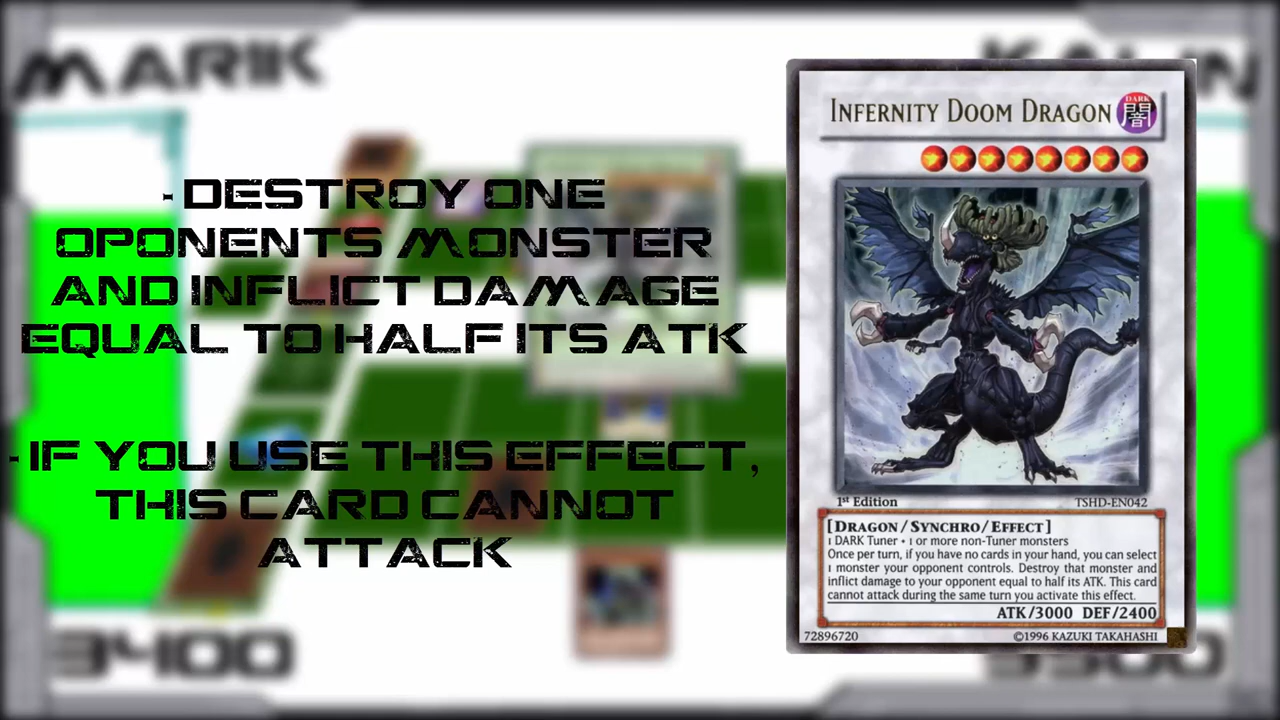 MARIK
- DESTROY ONE
OPONENTS MONSTER
AND INFLICT DAMAGE
EQUAL TO HALF ITS ATK
- IF YOU USE THIS EFFECT,
THIS CARD CANNOT
ATTACK
3400
INFERNITY DOOM DRAGON
DARK
闇
1st Edition
TSHD-EN042
[DRAGON/SYNCHRO/EFFECT]
1 DARK Tuner + 1 or more non-Tuner monsters
Once per turn, if you have no cards in your hand, you can select
1 monster your opponent controls. Destroy that monster and
inflict damage to your opponent equal to half its ATK. This card
cannot attack during the same turn you activate this effect.
ATK/3000 DEF/2400
72896720
©1996 KAZUKI TAKAHASHI